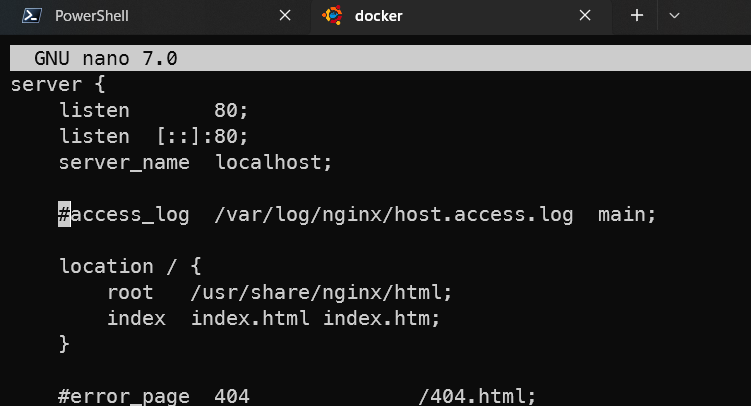 PowerShell
docker
GNU nano 7.0
server {
    listen       80;
    listen  [::]:80;
    server_name  localhost;

    #access_log  /var/log/nginx/host.access.log  main;

    location / {
        root   /usr/share/nginx/html;
        index  index.html index.htm;
    }

    #error_page  404              /404.html;